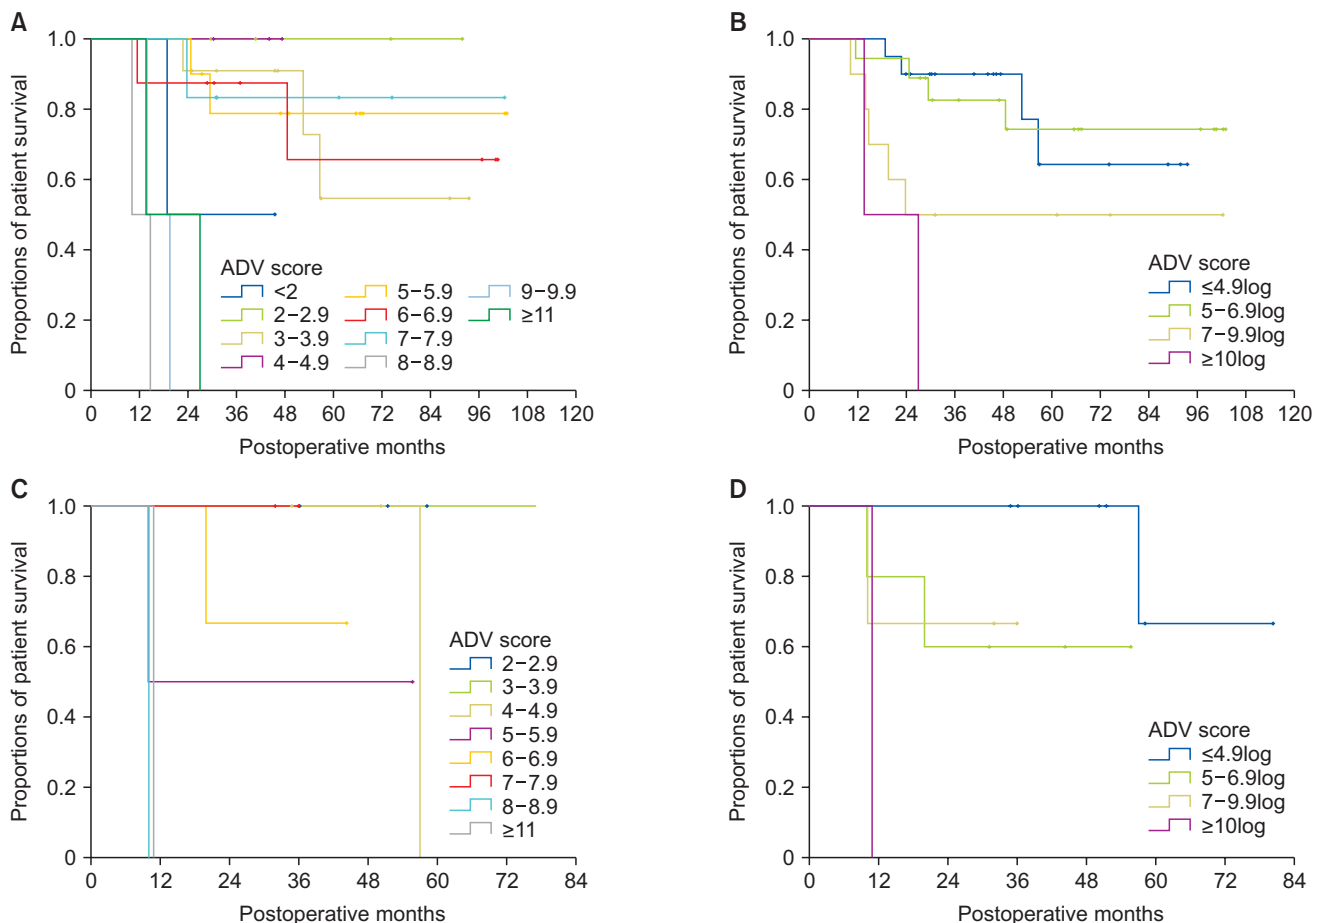 A
Proportions of patient survival
1.0
0.8
0.6
0.4
0.2
0
ADV score
<2
2−2.9
3−3.9
4−4.9
5−5.9
6−6.9
7−7.9
8−8.9
9−9.9
≥11
0 12 24 36 48 60 72 84 96 108 120
Postoperative months
B
Proportions of patient survival
1.0
0.8
0.6
0.4
0.2
0
ADV score
≤4.9log
5−6.9log
7−9.9log
≥10log
0 12 24 36 48 60 72 84 96 108 120
Postoperative months
C
Proportions of patient survival
1.0
0.8
0.6
0.4
0.2
0
ADV score
2−2.9
3−3.9
4−4.9
5−5.9
6−6.9
7−7.9
8−8.9
≥11
0 12 24 36 48 60 72 84
Postoperative months
D
Proportions of patient survival
1.0
0.8
0.6
0.4
0.2
0
ADV score
≤4.9log
5−6.9log
7−9.9log
≥10log
0 12 24 36 48 60 72 84
Postoperative months